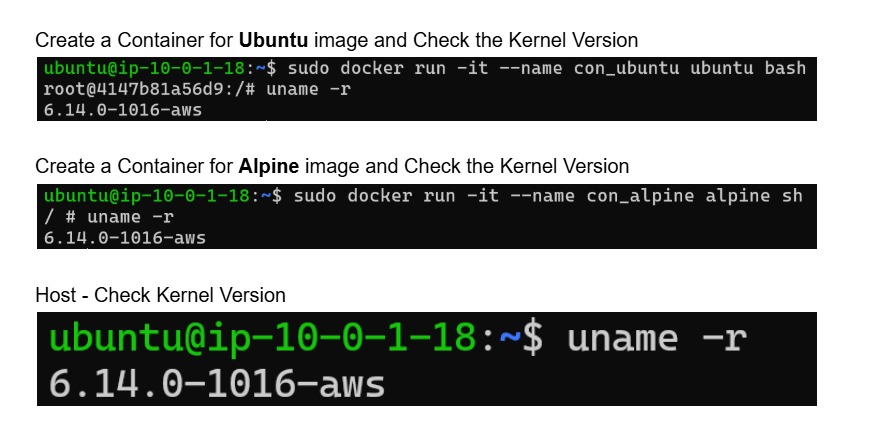 Create a Container for Ubuntu image and Check the Kernel Version
ubuntu@ip-10-0-1-18:~$ sudo docker run -it --name con_ubuntu ubuntu bash
root@4147b81a56d9:/# uname -r
6.14.0-1016-aws
Create a Container for Alpine image and Check the Kernel Version
ubuntu@ip-10-0-1-18:~$ sudo docker run -it --name con_alpine alpine sh
/ # uname -r
6.14.0-1016-aws
Host - Check Kernel Version
ubuntu@ip-10-0-1-18:~$ uname -r
6.14.0-1016-aws